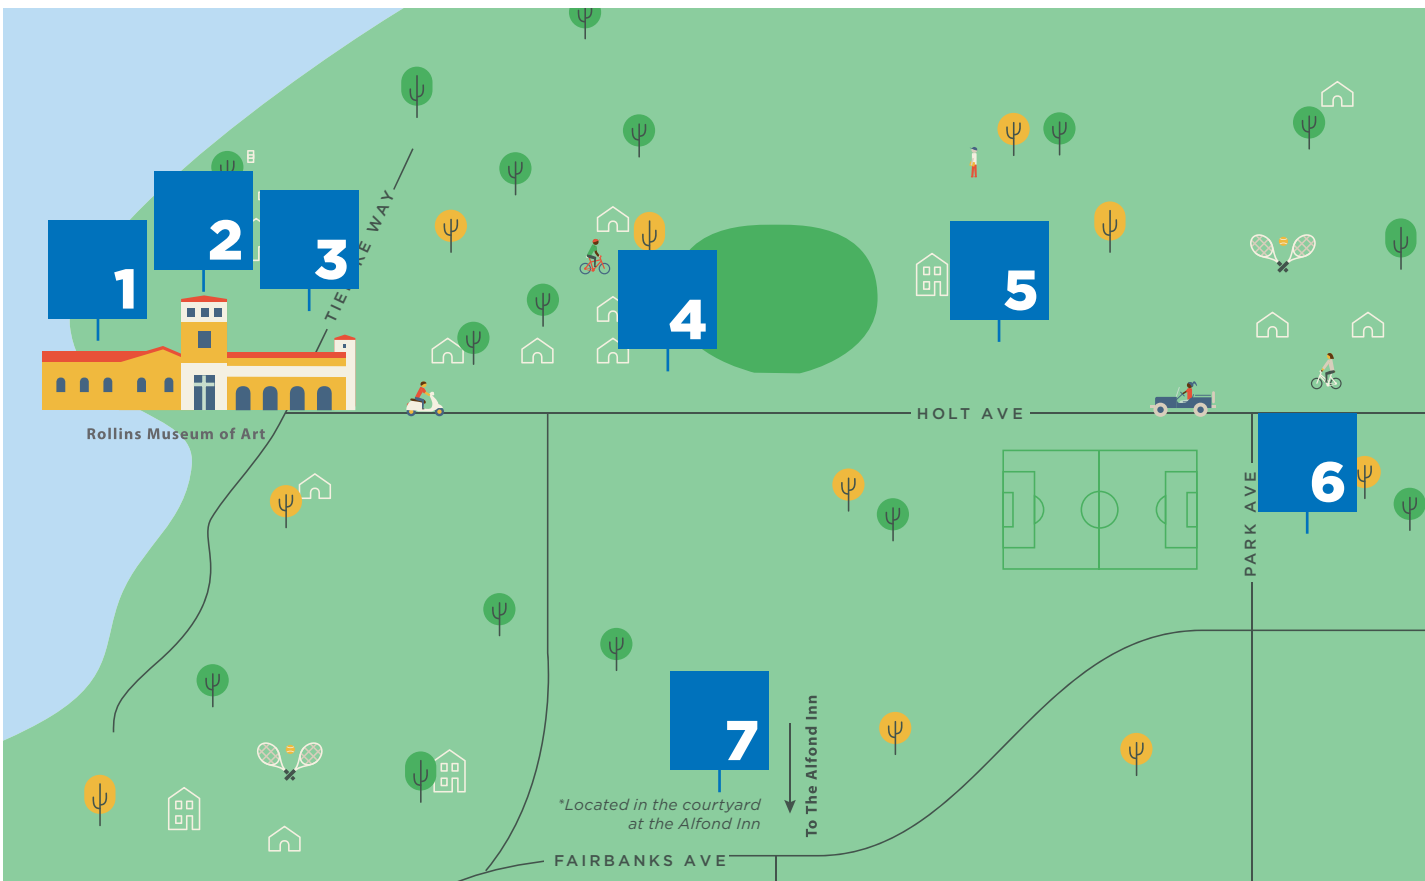 2
3
1
TIE KE WAY
4
5
Rollins Museum of Art
HOLT AVE
6
PARK AVE
7
To The Alfond Inn
*Located in the courtyard
at the Alfond Inn
FAIRBANKS AVE